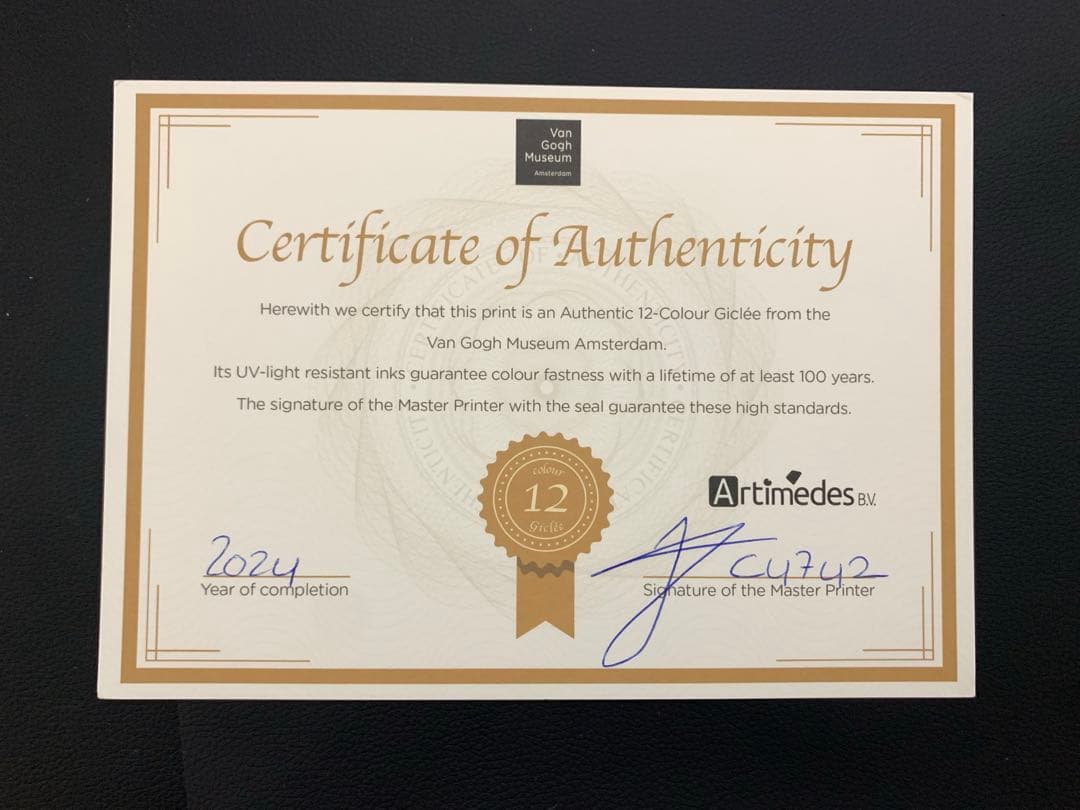 Van
Gogh
Museum
Amsterdam
Certificate of Authenticity
Herewith we certify that this print is an Authentic 12-Colour Giclée from the
Van Gogh Museum Amsterdam.
Its UV-light resistant inks guarantee colour fastness with a lifetime of at least 100 years.
The signature of the Master Printer with the seal guarantee these high standards.
colour
12
Giclée
Artimedes B.V.
2024
Year of completion
C4742
Signature of the Master Printer